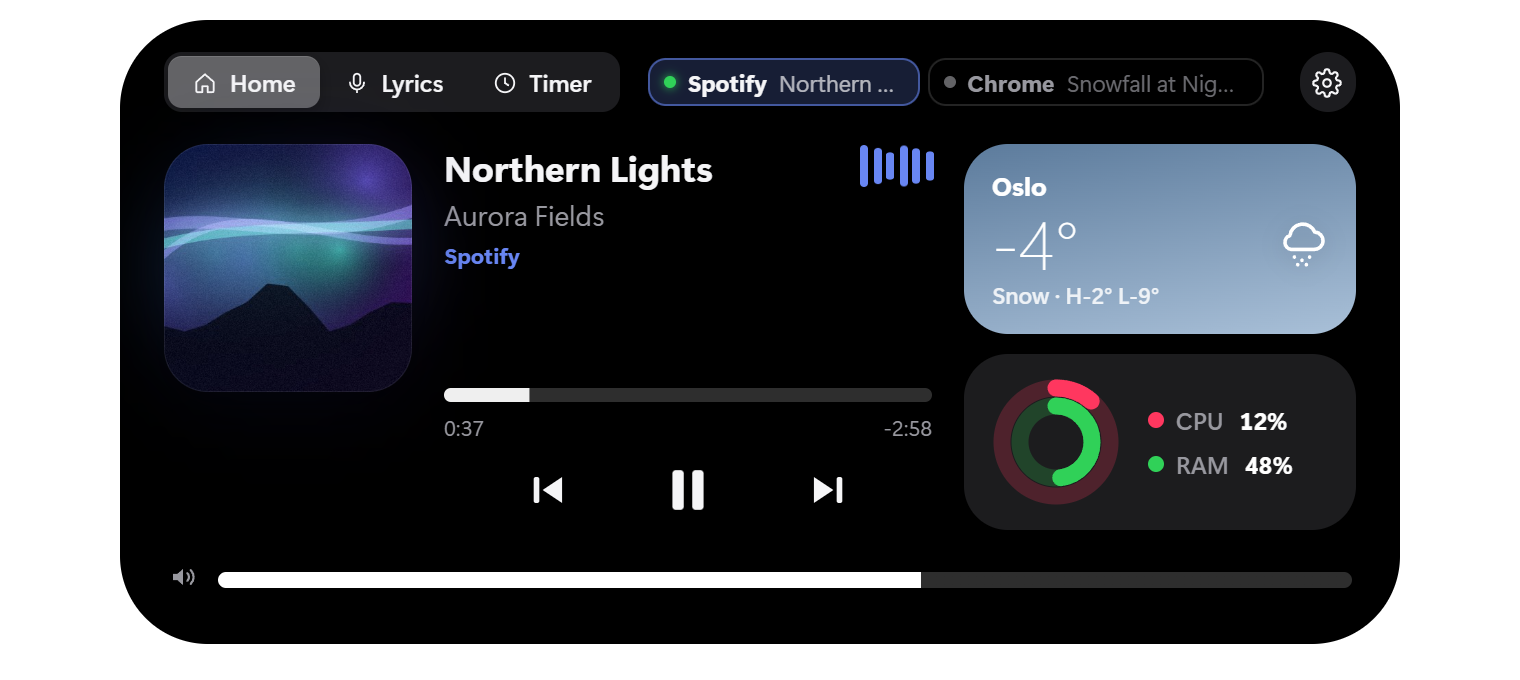 Home Lyrics Timer Spotify Northern ... Chrome Snowfall at Nig...
Northern Lights
Aurora Fields
Spotify
0:37 -2:58
Oslo
-4°
Snow · H-2° L-9°
CPU 12%
RAM 48%